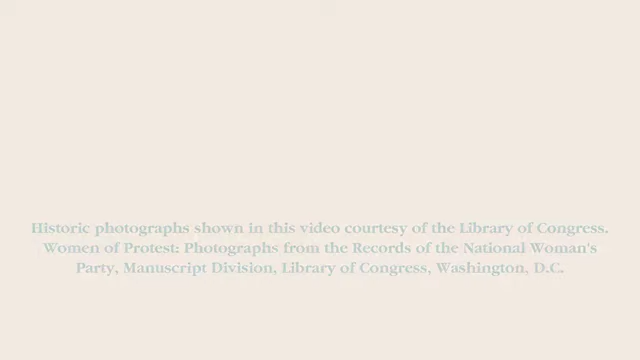 Historic photographs shown in this video courtesy of the Library of Congress.
Women of Protest: Photographs from the Records of the National Woman's
Party, Manuscript Division, Library of Congress, Washington, D.C.